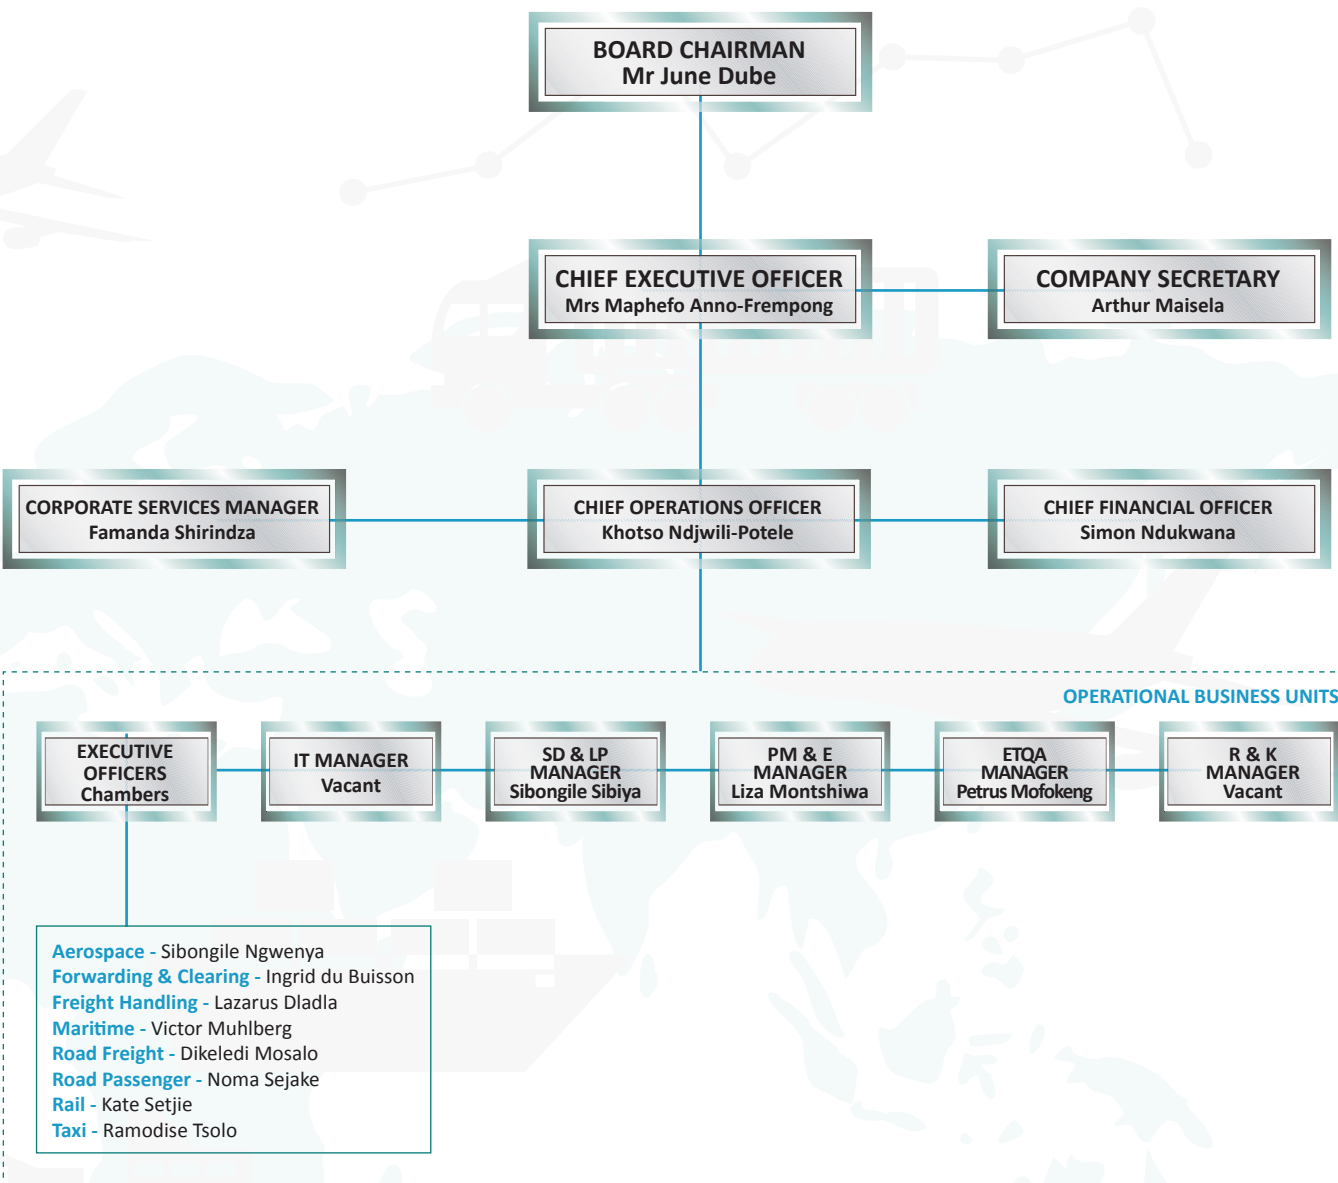 BOARD CHAIRMAN
Mr June Dube
CHIEF EXECUTIVE OFFICER
Mrs Maphefo Anno-Frempong
COMPANY SECRETARY
Arthur Maisela
CORPORATE SERVICES MANAGER
Famanda Shirindza
CHIEF OPERATIONS OFFICER
Khotso Ndjwili-Potele
CHIEF FINANCIAL OFFICER
Simon Ndukwana
OPERATIONAL BUSINESS UNITS
EXECUTIVE
OFFICERS
Chambers
IT MANAGER
Vacant
SD & LP
MANAGER
Sibongile Sibiya
PM & E
MANAGER
Liza Montshiwa
ETQA
MANAGER
Petrus Mofokeng
R & K
MANAGER
Vacant
Aerospace - Sibongile Ngwenya
Forwarding & Clearing - Ingrid du Buisson
Freight Handling - Lazarus Dladla
Maritime - Victor Muhlberg
Road Freight - Dikeledi Mosalo
Road Passenger - Noma Sejake
Rail - Kate Setjie
Taxi - Ramodise Tsolo